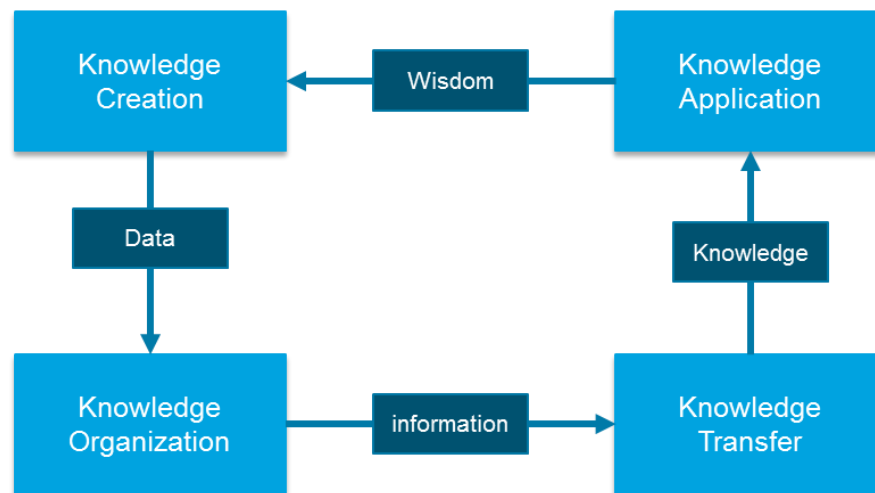 Knowledge
Creation
Wisdom
Knowledge
Application
Data
Knowledge
Knowledge
Organization
information
Knowledge
Transfer